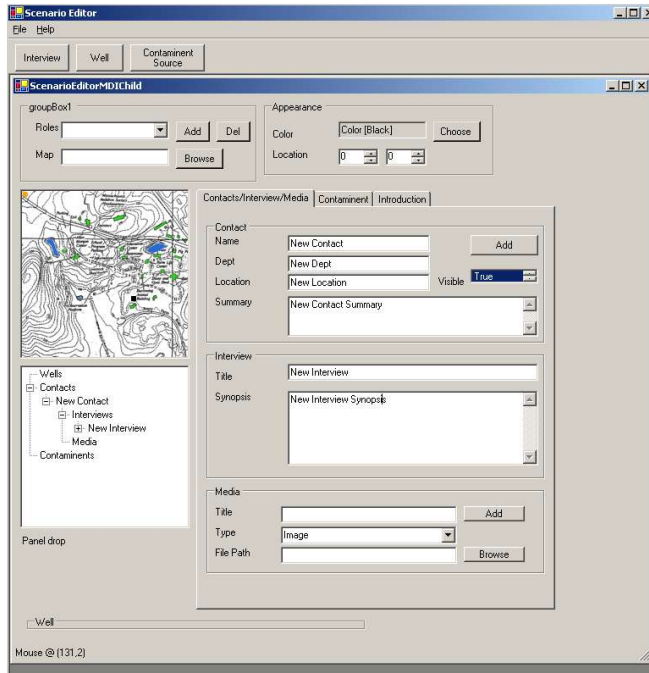 Scenario Editor
File Help
Interview Well Contaminent Source
ScenarioEditorMDIChild
groupBox1
Roles Add Del
Map Browse
Appearance
Color Color [Black] Choose
Location 0 0
Contacts/Interview/Media Contaminent Introduction
Contact
Name New Contact Add
Dept New Dept
Location New Location Visible True
Summary New Contact Summary
Interview
Title New Interview
Synopsis New Interview Synopsis
Wells
Contacts
New Contact
Interviews
New Interview
Media
Contaminents
Panel drop
Media
Title Add
Type Image
File Path Browse
Well
Mouse @ (131,2)